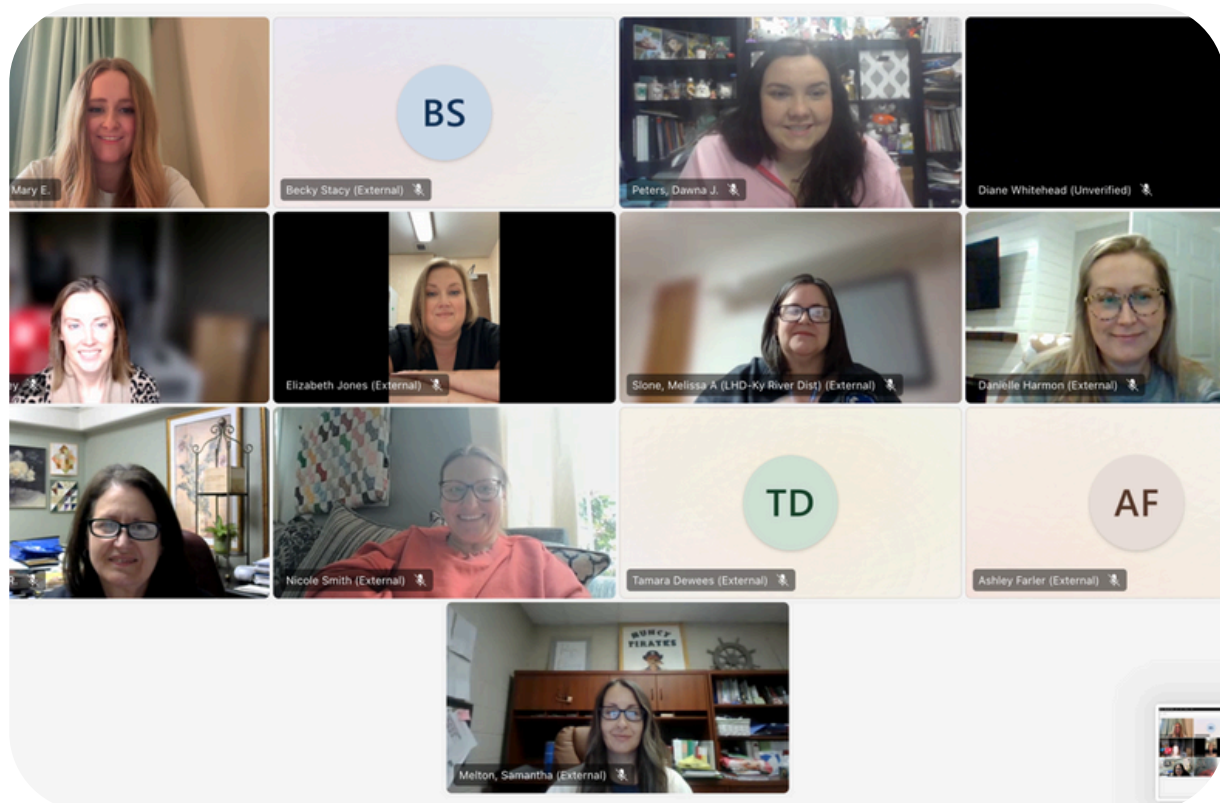 Mary E.
BS
Becky Stacy (External)
Peters, Dawna J.
Diane Whitehead (Unverified)
ey
Elizabeth Jones (External)
Slone, Melissa A (LHD-Ky River Dist) (External)
Danielle Harmon (External)
R.
Nicole Smith (External)
TD
Tamara Dewees (External)
AF
Ashley Farler (External)
MUNCY
PIRATES
Melton, Samantha (External)